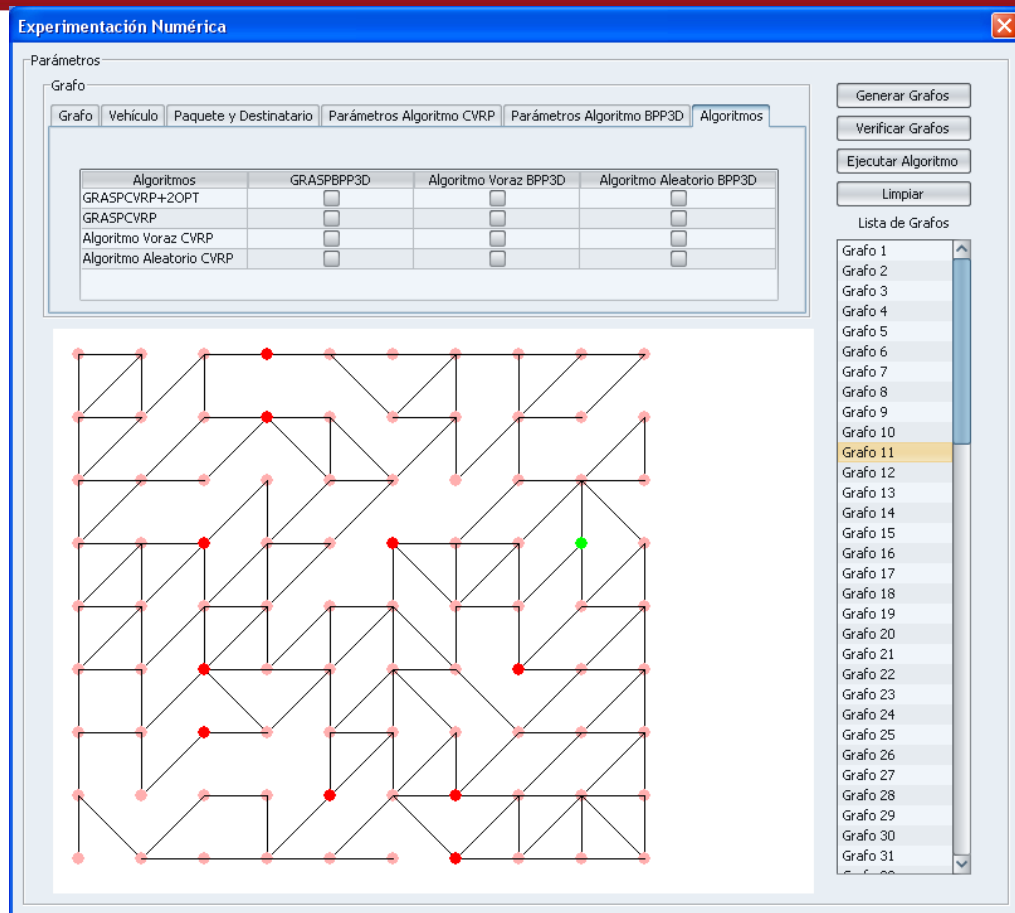 Experimentación Numérica
Parámetros
Grafo
Grafo Vehículo Paquete y Destinatario Parámetros Algoritmo CVRP Parámetros Algoritmo BPP3D Algoritmos
Algoritmos GRASPBPP3D Algoritmo Voraz BPP3D Algoritmo Aleatorio BPP3D
GRASPCVRP+2OPT
GRASPCVRP
Algoritmo Voraz CVRP
Algoritmo Aleatorio CVRP
Generar Grafos
Verificar Grafos
Ejecutar Algoritmo
Limpiar
Lista de Grafos
Grafo 1
Grafo 2
Grafo 3
Grafo 4
Grafo 5
Grafo 6
Grafo 7
Grafo 8
Grafo 9
Grafo 10
Grafo 11
Grafo 12
Grafo 13
Grafo 14
Grafo 15
Grafo 16
Grafo 17
Grafo 18
Grafo 19
Grafo 20
Grafo 21
Grafo 22
Grafo 23
Grafo 24
Grafo 25
Grafo 26
Grafo 27
Grafo 28
Grafo 29
Grafo 30
Grafo 31